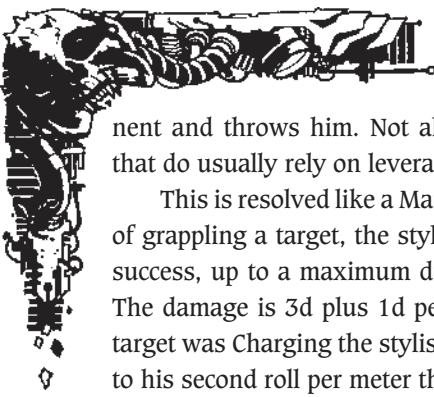 nent and throws him. Not al
that do usually rely on levera
This is resolved like a Ma
of grappling a target, the styl
success, up to a maximum d
The damage is 3d plus 1d pe
target was Charging the stylis
to his second roll per meter th